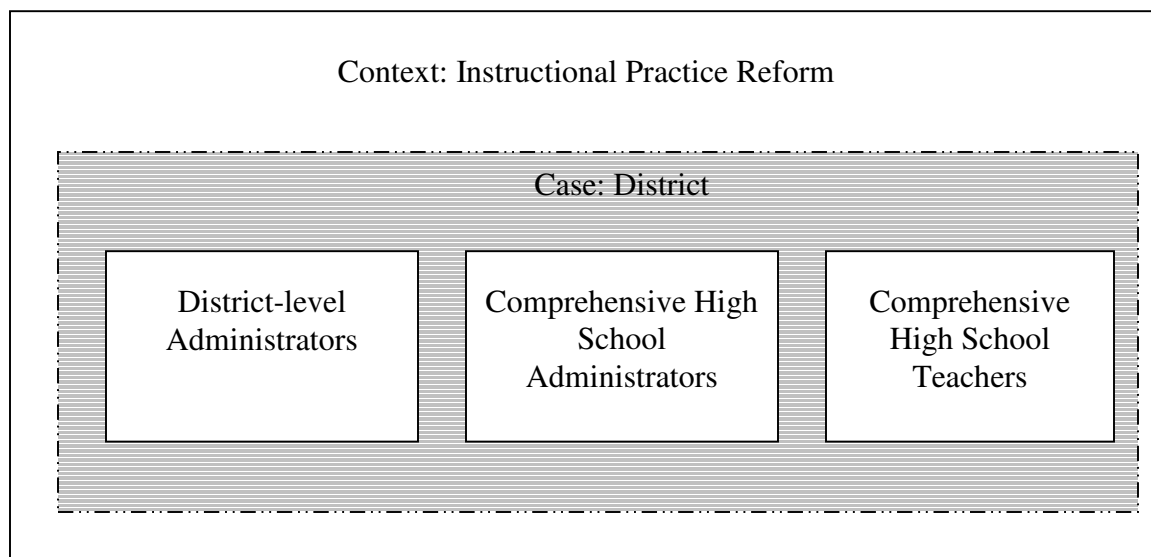 Context: Instructional Practice Reform
Case: District
District-level
Administrators
Comprehensive High
School
Administrators
Comprehensive
High School
Teachers